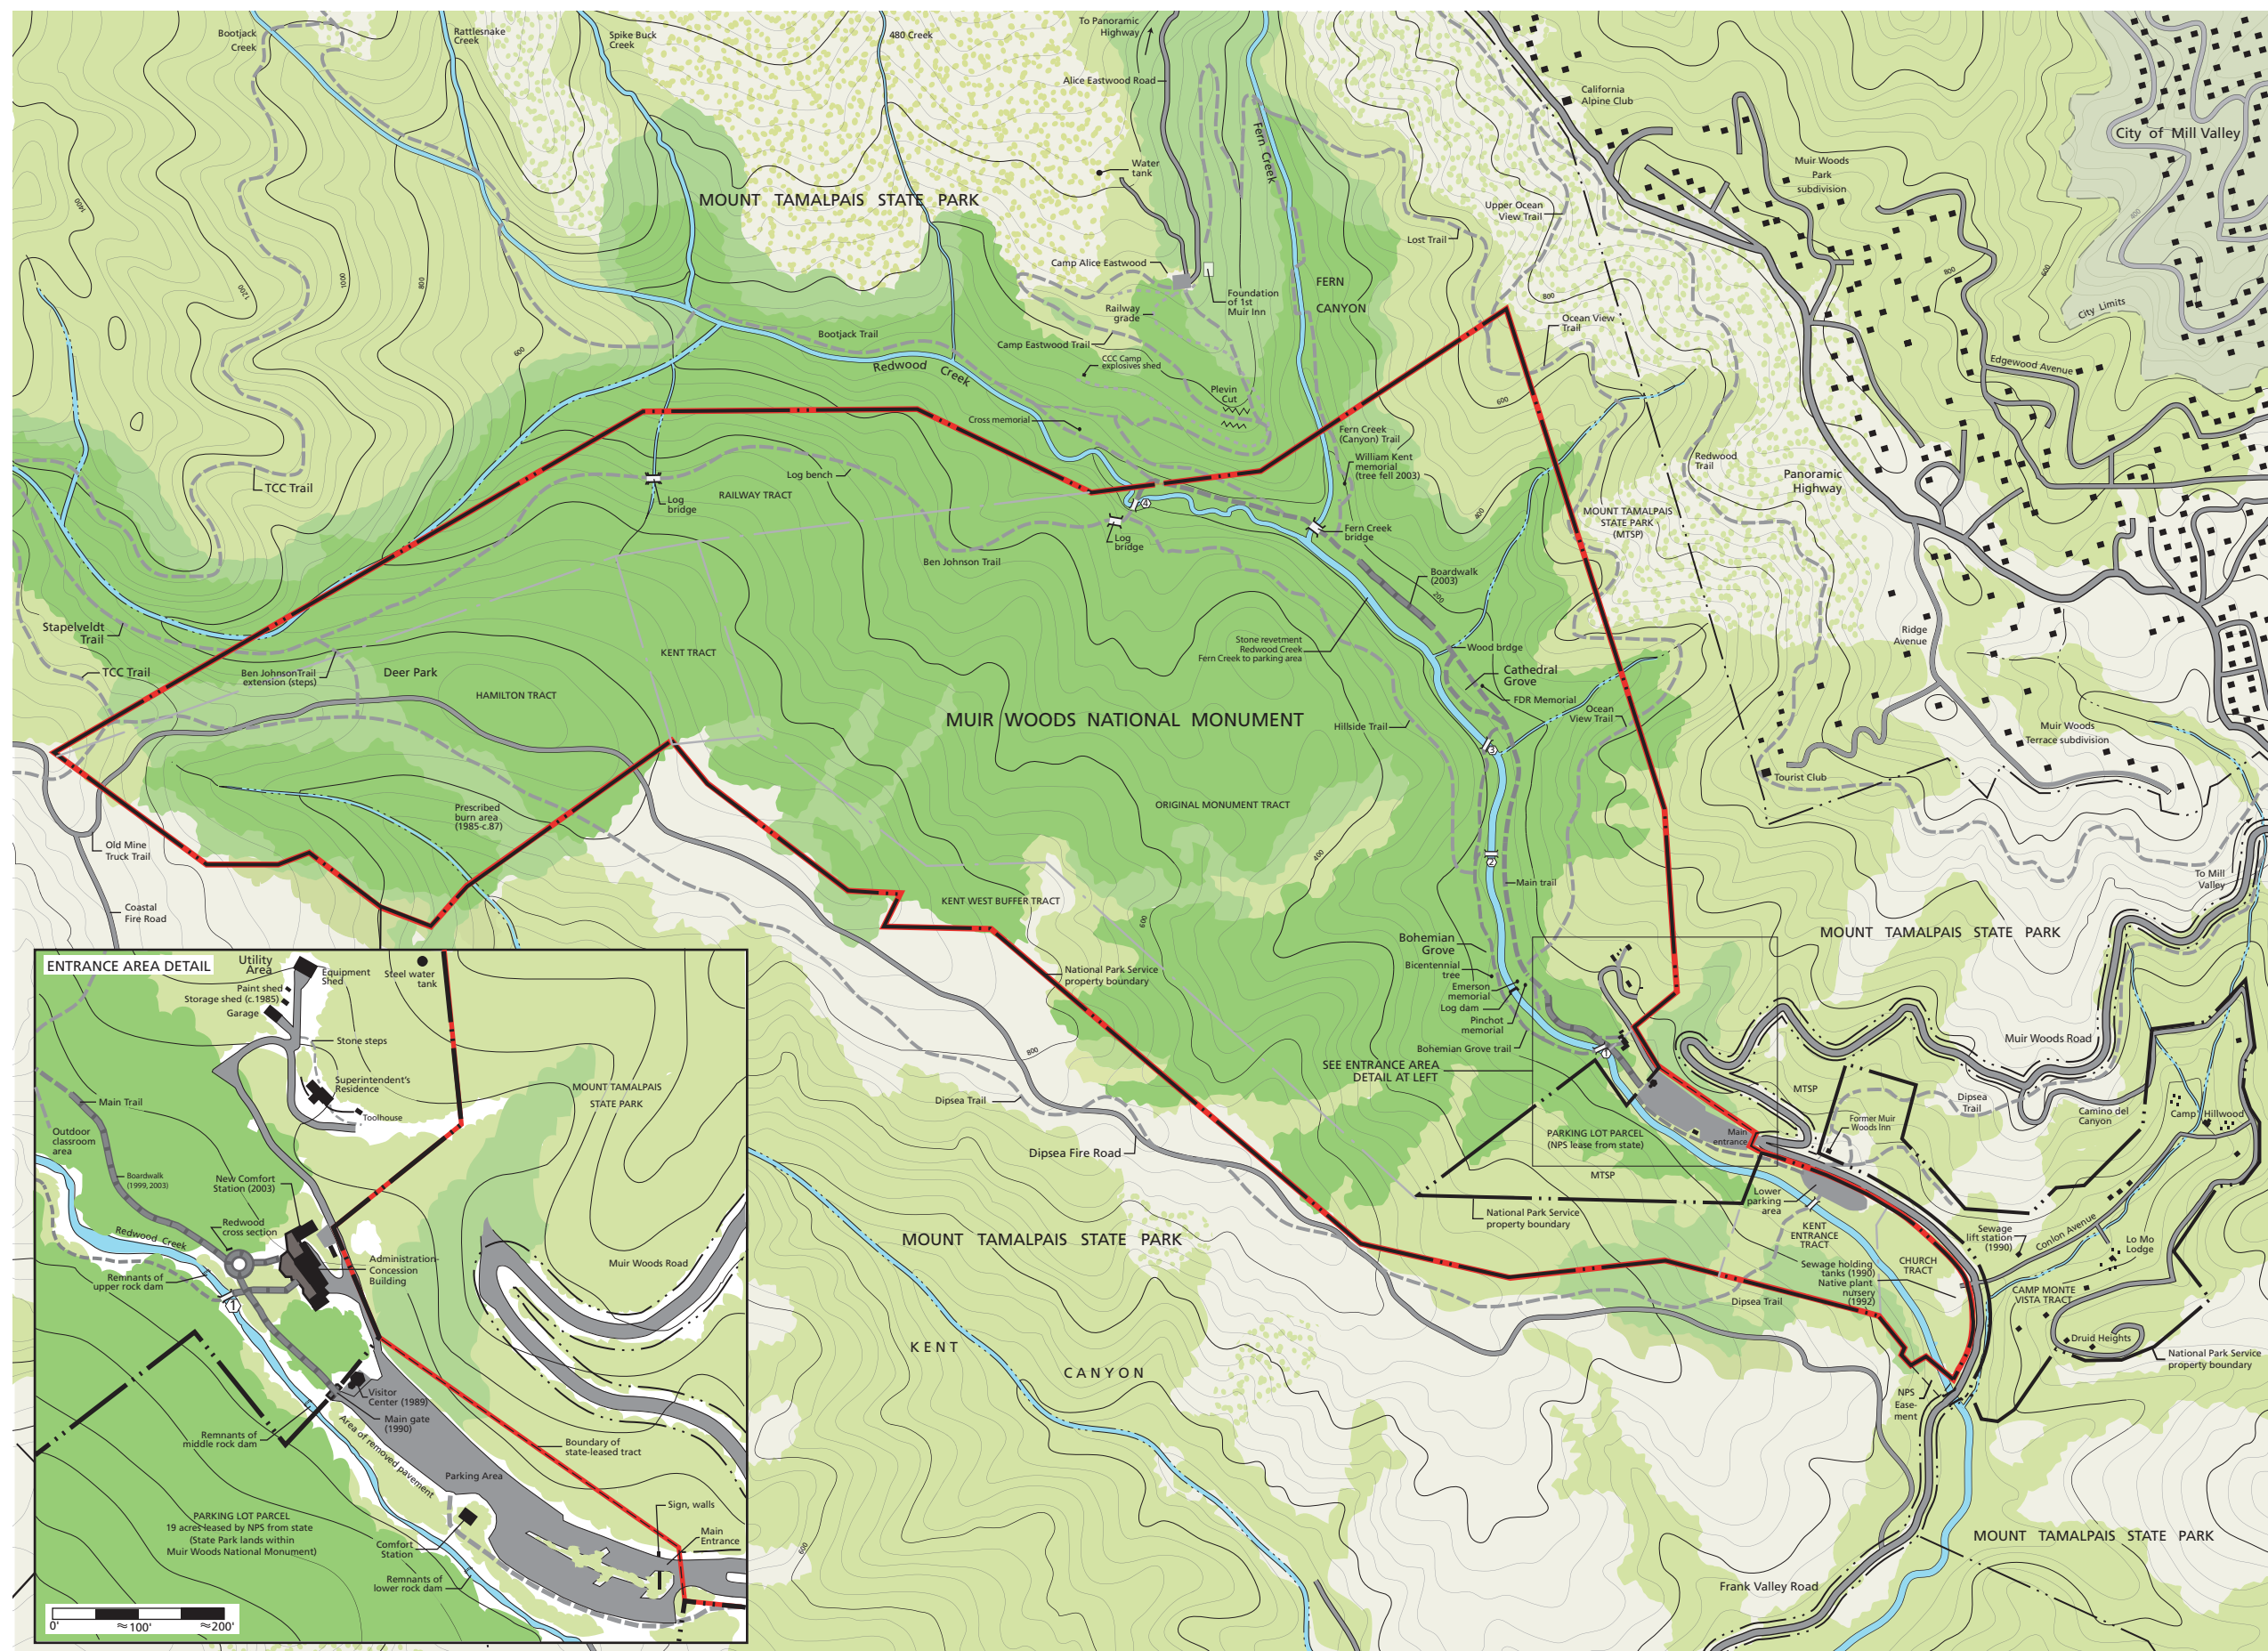 Bootjack
Creek
Rattlesnake
Creek
Spike Buck
Creek
480 Creek
To Panoramic
Highway
Alice Eastwood Road
Fern Creek
California
Alpine Club
City of Mill Valley
Muir Woods
Park
subdivision
Water
tank
MOUNT TAMALPAIS STATE PARK
1400
Upper Ocean
View Trail
Lost Trail
400
Camp Alice Eastwood
1200
1000
800
Foundation
of 1st
Muir Inn
FERN
CANYON
800
800
600
City Limits
Railway
grade
Ocean View
Trail
Bootjack Trail
Camp Eastwood Trail
600
Redwood Creek
CCC Camp
explosives shed
Edgewood Avenue
Plevin
Cut
600
Cross memorial
Fern Creek
(Canyon) Trail
William Kent
memorial
(tree fell 2003)
Redwood
Trail
Panoramic
Highway
TCC Trail
Log bench
RAILWAY TRACT
Log
bridge
4
400
MOUNT TAMALPAIS
STATE PARK
(MTSP)
Fern Creek
bridge
Log
bridge
Ben Johnson Trail
Boardwalk
(2003)
200
Stapelveldt
Trail
Ridge
Avenue
Stone revetment
Redwood Creek
Fern Creek to parking area
Wood brdge
KENT TRACT
TCC Trail
Ben JohnsonTrail
extension (steps)
Deer Park
Cathedral
Grove
HAMILTON TRACT
FDR Memorial
MUIR WOODS NATIONAL MONUMENT
Ocean
View Trail
Hillside Trail
Muir Woods
Terrace subdivision
3
Tourist Club
ORIGINAL MONUMENT TRACT
Prescribed
burn area
(1985-c.87)
Old Mine
Truck Trail
400
2
Main trail
To Mill
Valley
KENT WEST BUFFER TRACT
Coastal
Fire Road
600
MOUNT TAMALPAIS STATE PARK
Bohemian
Grove
Bicentennial
tree
Emerson
memorial
Log dam
Pinchot
memorial
National Park Service
property boundary
800
Bohemian Grove trail
1
Muir Woods Road
SEE ENTRANCE AREA
DETAIL AT LEFT
MTSP
Dipsea
Trail
Camino del
Canyon
Camp Hillwood
Dipsea Trail
Former Muir
Woods Inn
PARKING LOT PARCEL
(NPS lease from state)
Main
entrance
Dipsea Fire Road
MTSP
Lower
parking
area
National Park Service
property boundary
KENT
ENTRANCE
TRACT
Sewage
lift station
(1990)
Conlon Avenue
Lo Mo
Lodge
MOUNT TAMALPAIS STATE PARK
Sewage holding
tanks (1990)
Native plant
nursery
(1992)
CHURCH
TRACT
CAMP MONTE
VISTA TRACT
Dipsea Trail
Druid Heights
National Park Service
property boundary
KENT
CANYON
NPS
Ease-
ment
MOUNT TAMALPAIS STATE PARK
600
Frank Valley Road
ENTRANCE AREA DETAIL
Utility
Area
Equipment
Shed
Steel water
tank
Paint shed
Storage shed (c.1985)
Garage
Stone steps
Superintendent's
Residence
Toolhouse
MOUNT TAMALPAIS
STATE PARK
Main Trail
Outdoor
classroom
area
Boardwalk
(1999, 2003)
New Comfort
Station (2003)
Redwood Creek
Redwood
cross section
Administration-
Concession
Building
Muir Woods Road
Remnants of
upper rock dam
1
Visitor
Center (1989)
Main gate
(1990)
Remnants of
middle rock dam
Area of removed pavement
Boundary of
state-leased tract
Parking Area
Sign, walls
Main
Entrance
PARKING LOT PARCEL
19 acres leased by NPS from state
(State Park lands within
Muir Woods National Monument)
Comfort
Station
Remnants of
lower rock dam
0' ≈100' ≈200'